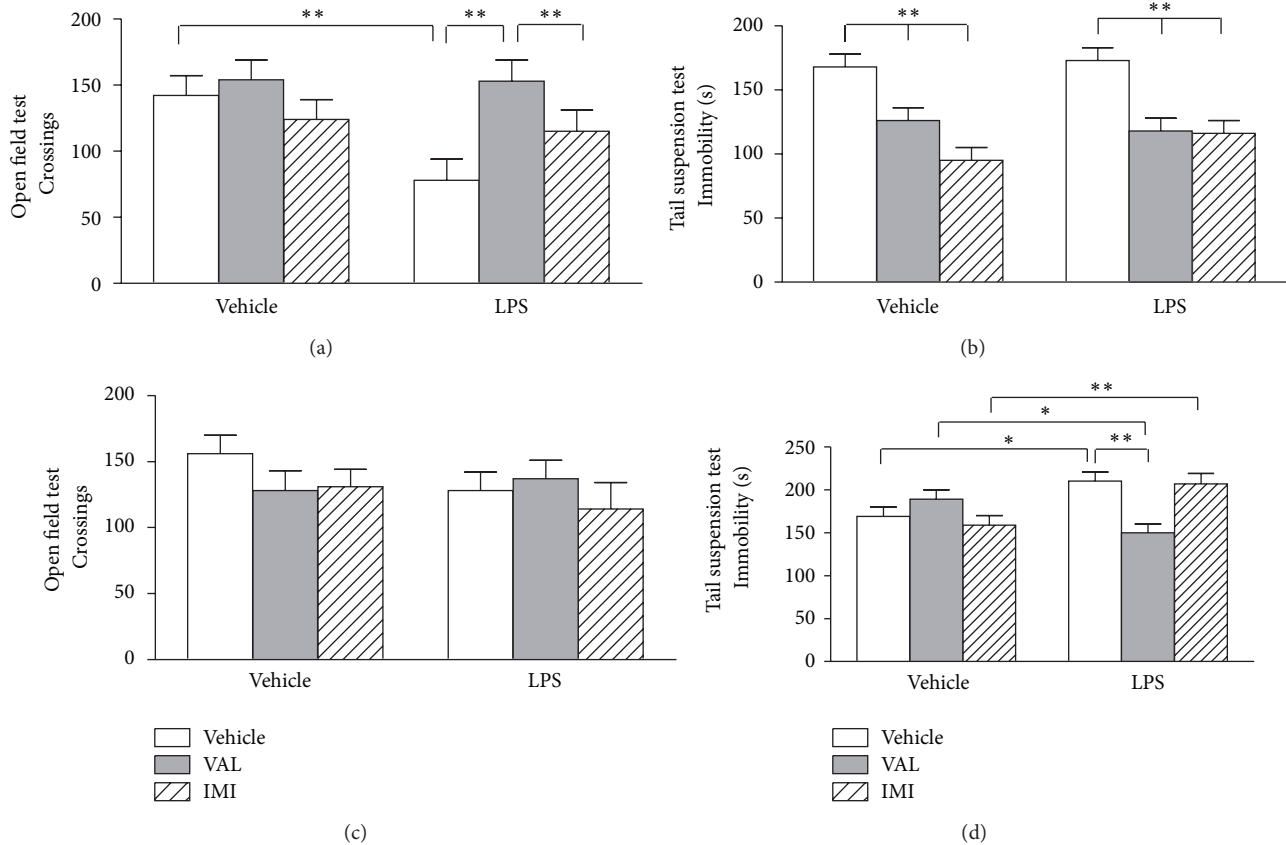 ** ** **
200
150
100
50
0
Open field test
Crossings
Vehicle LPS
(a)
** **
200
150
100
50
0
Tail suspension test
Immobility (s)
Vehicle LPS
(b)
200
150
100
50
0
Open field test
Crossings
Vehicle LPS
Vehicle
VAL
IMI
(c)
**
*
* **
250
200
150
100
50
0
Tail suspension test
Immobility (s)
Vehicle LPS
Vehicle
VAL
IMI
(d)